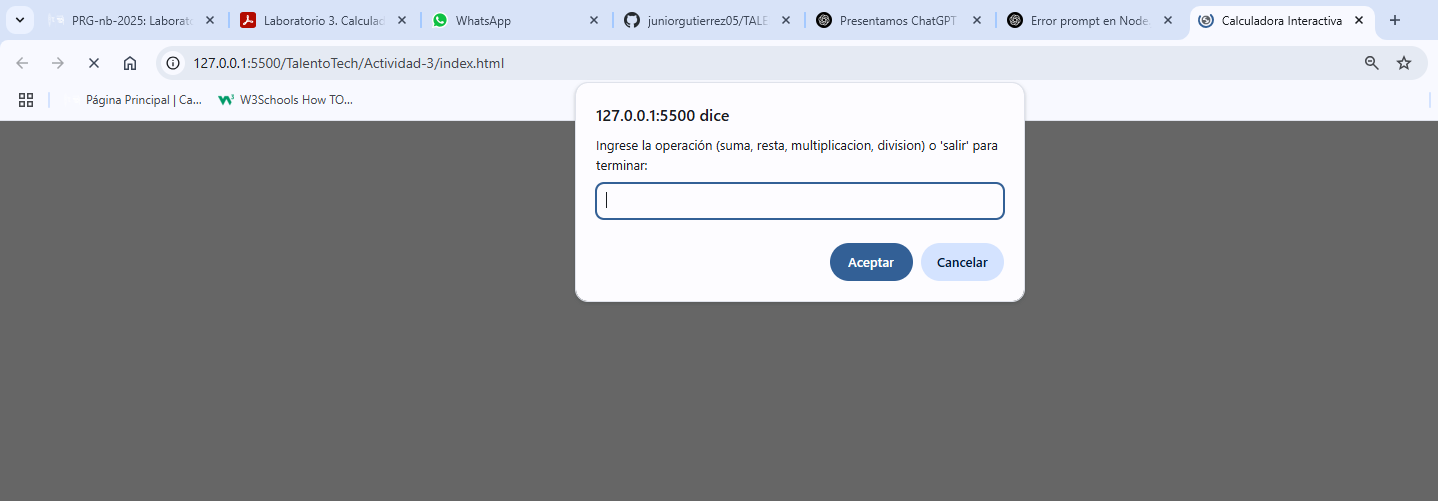 PRG-nb-2025: Laborato
Laboratorio 3. Calculad
WhatsApp
juniorgutierrez05/TALE
Presentamos ChatGPT
Error prompt en Node.
Calculadora Interactiva
127.0.0.1:5500/TalentoTech/Actividad-3/index.html
Página Principal | Ca...
W3Schools How TO...
127.0.0.1:5500 dice
Ingrese la operación (suma, resta, multiplicacion, division) o 'salir' para
terminar:
Aceptar
Cancelar